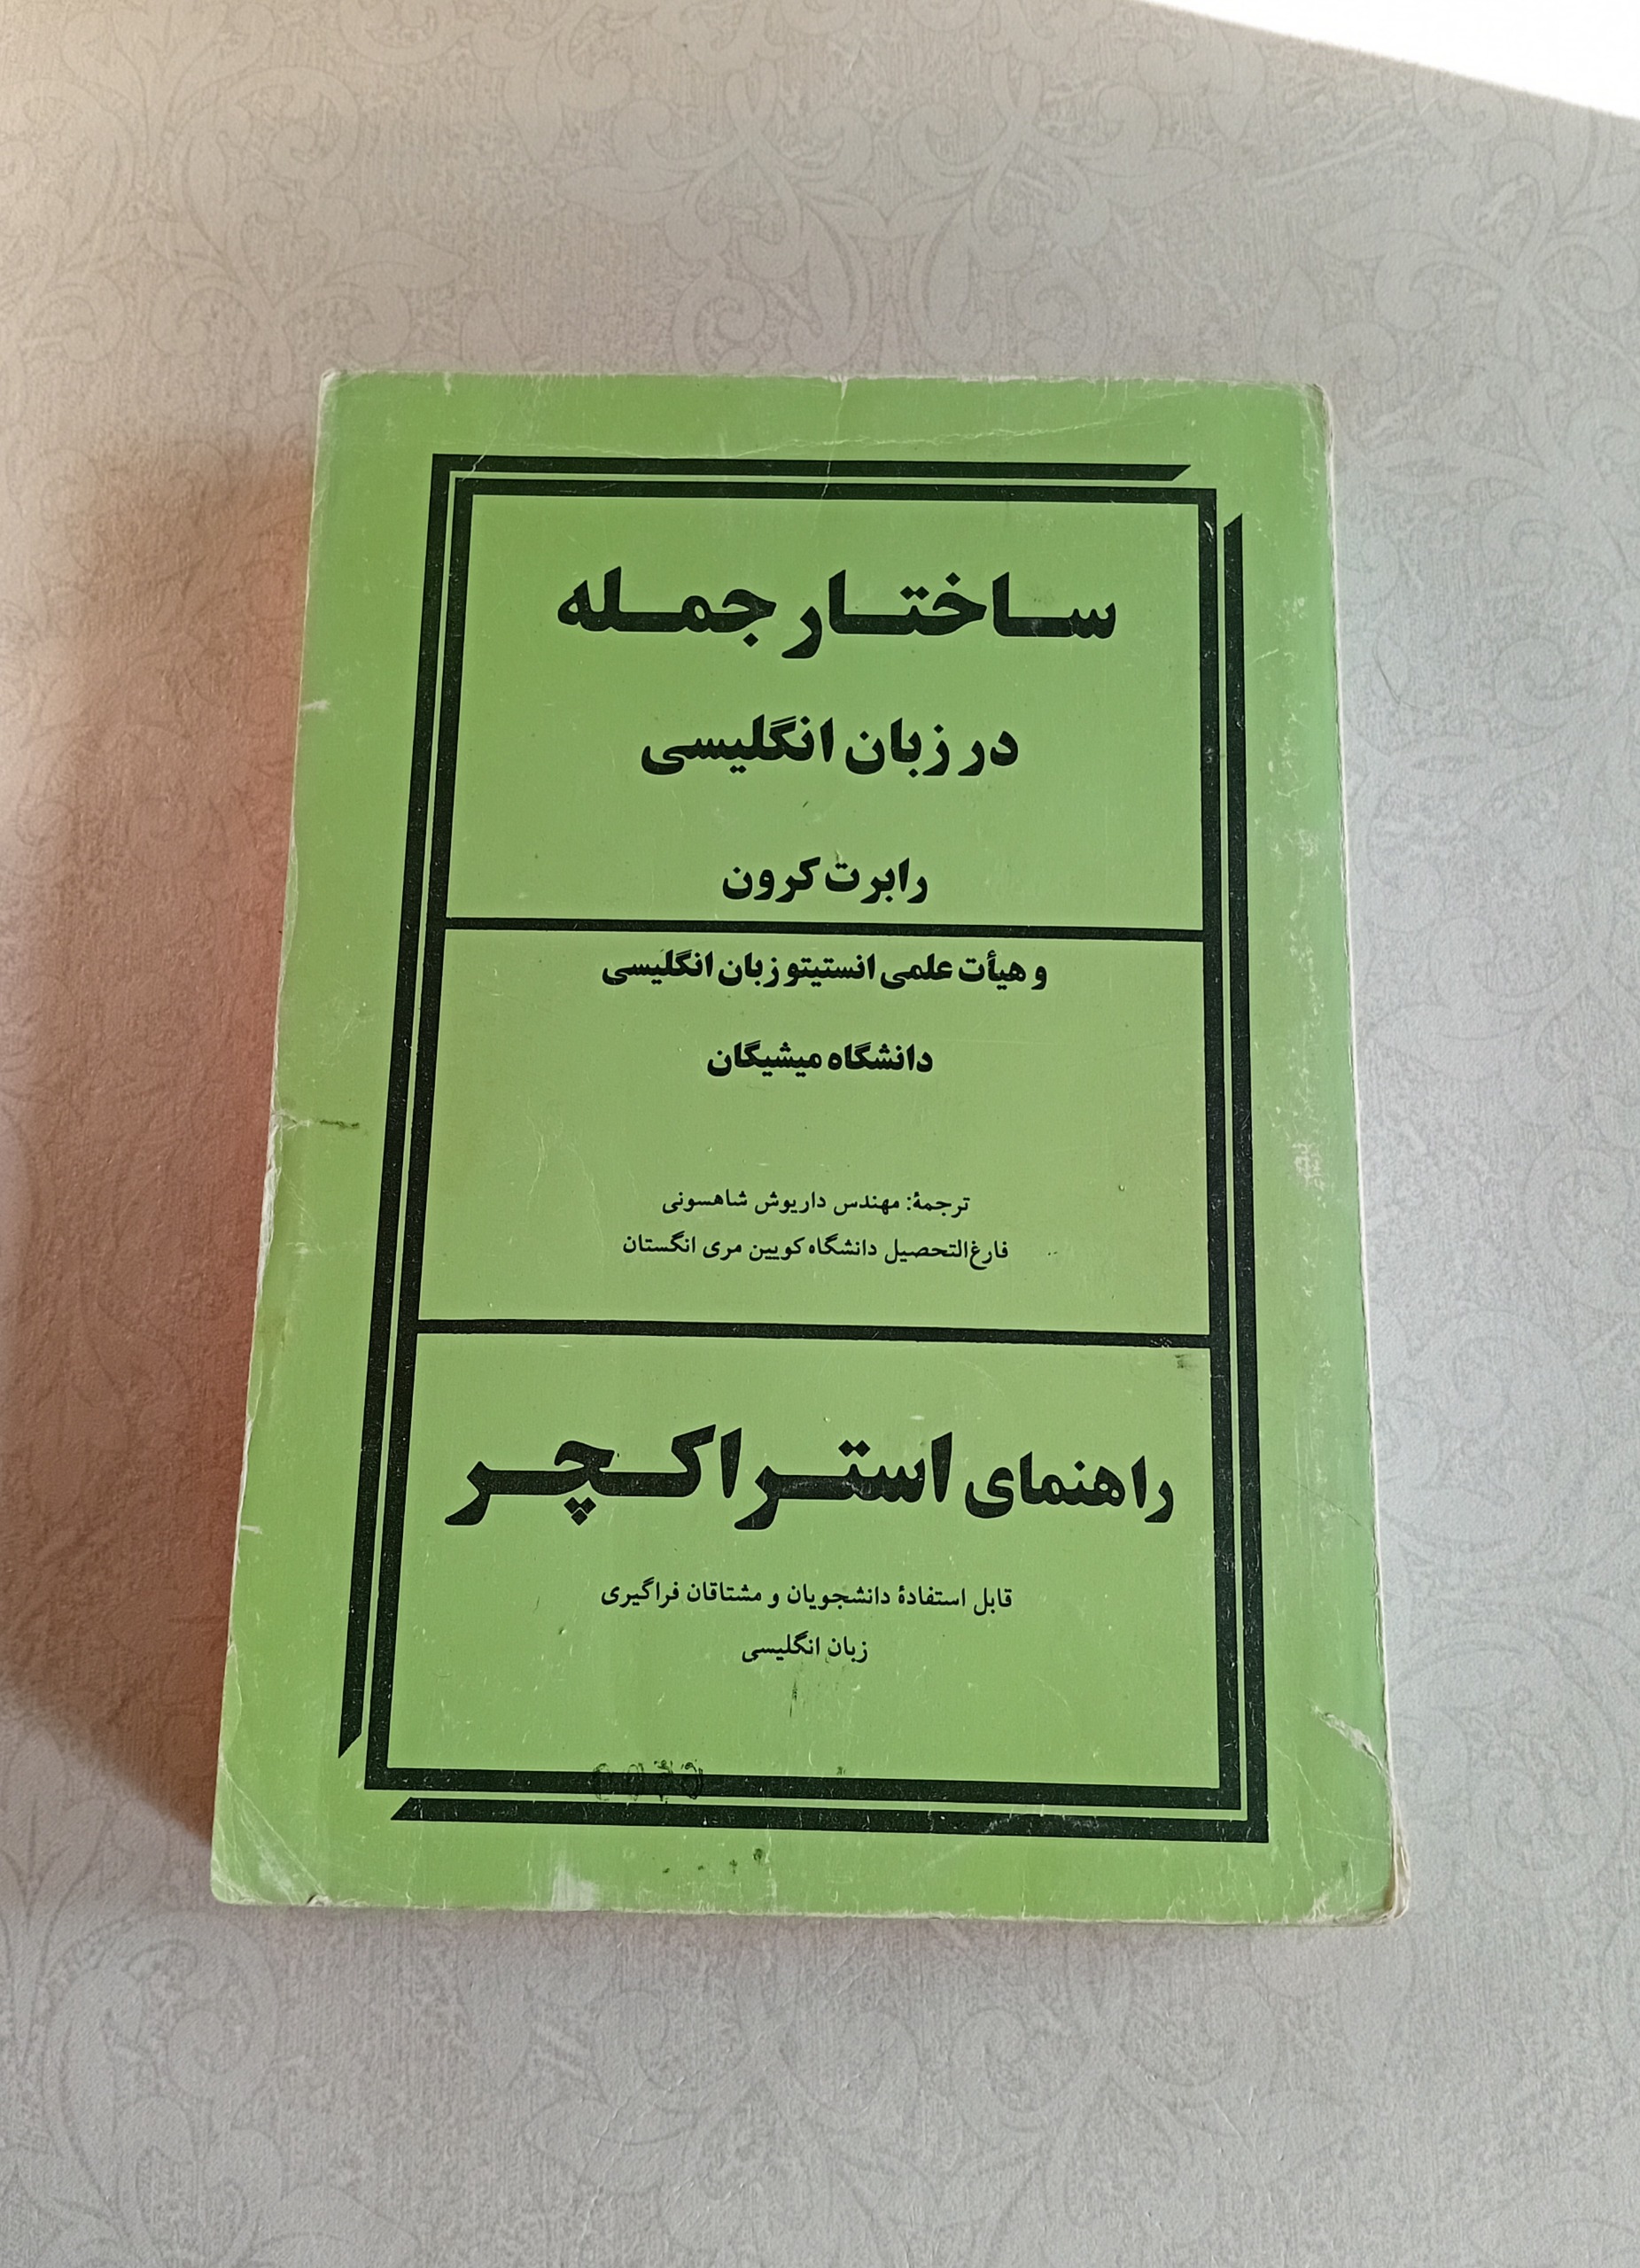 ساختار جمله
در زبان انگلیسی
رابرت کرون
و هیأت علمی انستیتو زبان انگلیسی
دانشگاه میشیگان
ترجمهٔ: مهندس داریوش شاهسونی
فارغ‌التحصیل دانشگاه کویین مری انگستان
راهنمای استراکچر
قابل استفادهٔ دانشجویان و مشتاقان فراگیری
زبان انگلیسی